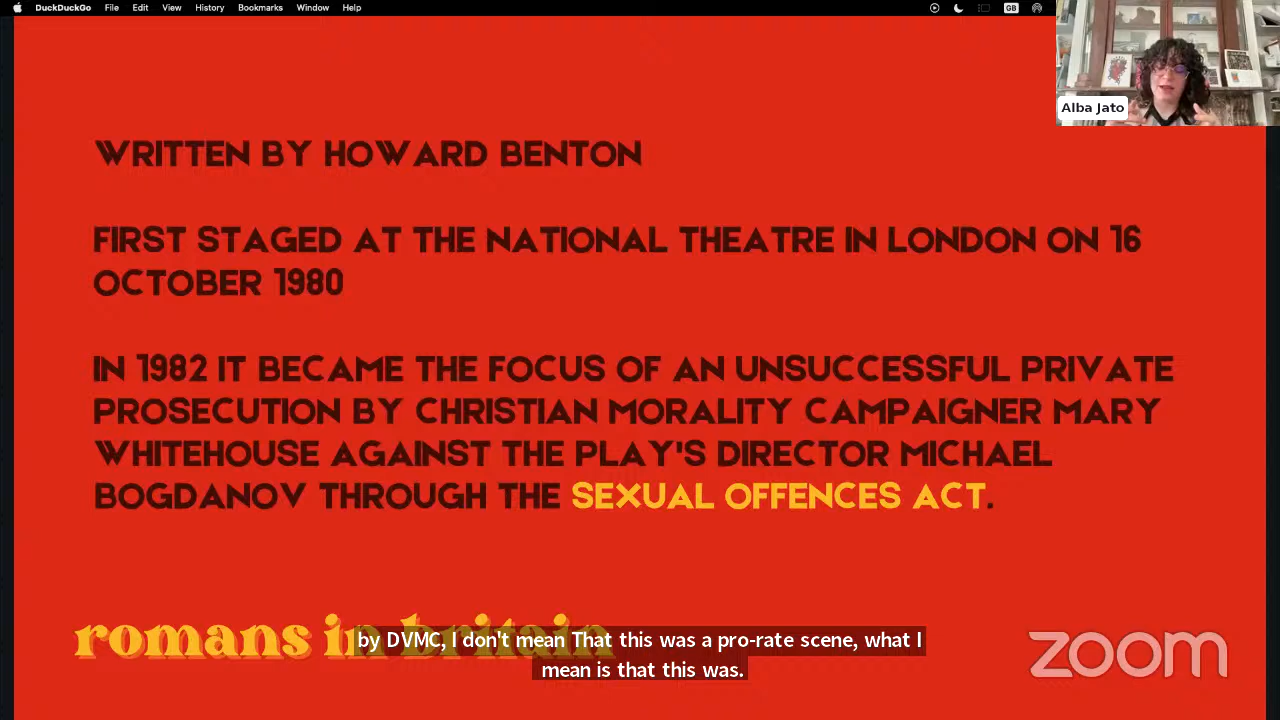 DuckDuckGo File Edit View History Bookmarks Window Help GB
Alba Jato
WRITTEN BY HOWARD BENTON
FIRST STAGED AT THE NATIONAL THEATRE IN LONDON ON 16
OCTOBER 1980
IN 1982 IT BECAME THE FOCUS OF AN UNSUCCESSFUL PRIVATE
PROSECUTION BY CHRISTIAN MORALITY CAMPAIGNER MARY
WHITEHOUSE AGAINST THE PLAY'S DIRECTOR MICHAEL
BOGDANOV THROUGH THE SEXUAL OFFENCES ACT.
romans in britain
by DVMC, I don't mean That this was a pro-rate scene, what I
mean is that this was.
zoom